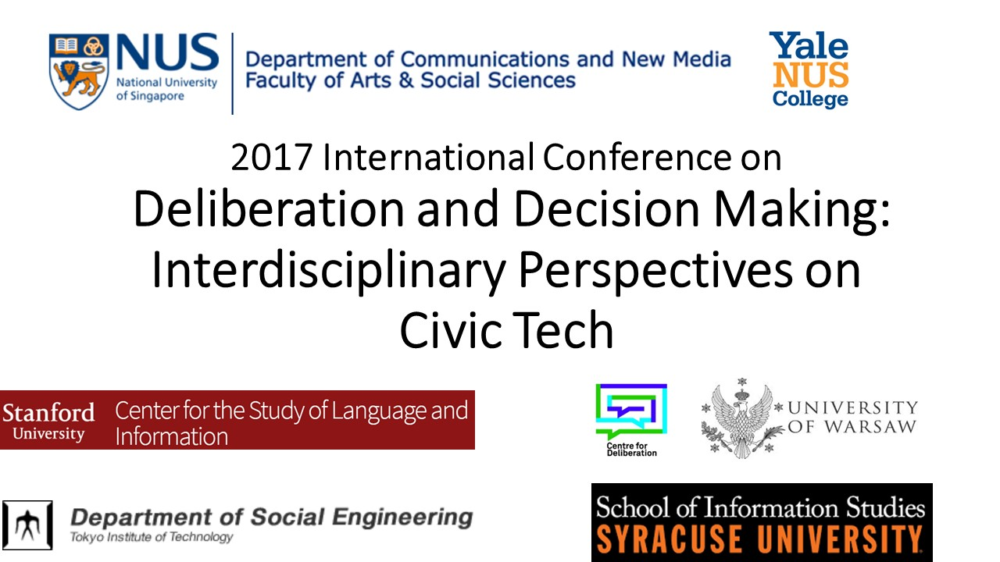 NUS
National University
of Singapore
Department of Communications and New Media
Faculty of Arts & Social Sciences
Yale
NUS
College
2017 International Conference on
Deliberation and Decision Making:
Interdisciplinary Perspectives on
Civic Tech
Stanford
University
Center for the Study of Language and
Information
Centre for
Deliberation
UNIVERSITY
OF WARSAW
Department of Social Engineering
Tokyo Institute of Technology
School of Information Studies
SYRACUSE UNIVERSITY